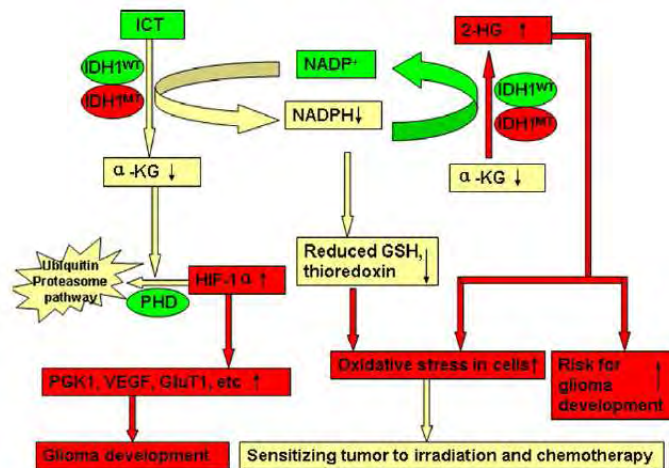 ICT
2-HG ↑
IDH1WT
IDH1MT
NADP+
NADPH↓
IDH1WT
IDH1MT
α-KG ↓
α-KG ↓
Reduced GSH,
thioredoxin ↓
Ubiquitin
Proteasome
pathway
PHD
HIF-1α ↑
PGK1, VEGF, GluT1, etc ↑
Oxidative stress in cells↑
Risk for
glioma
development ↑
Glioma development
Sensitizing tumor to irradiation and chemotherapy